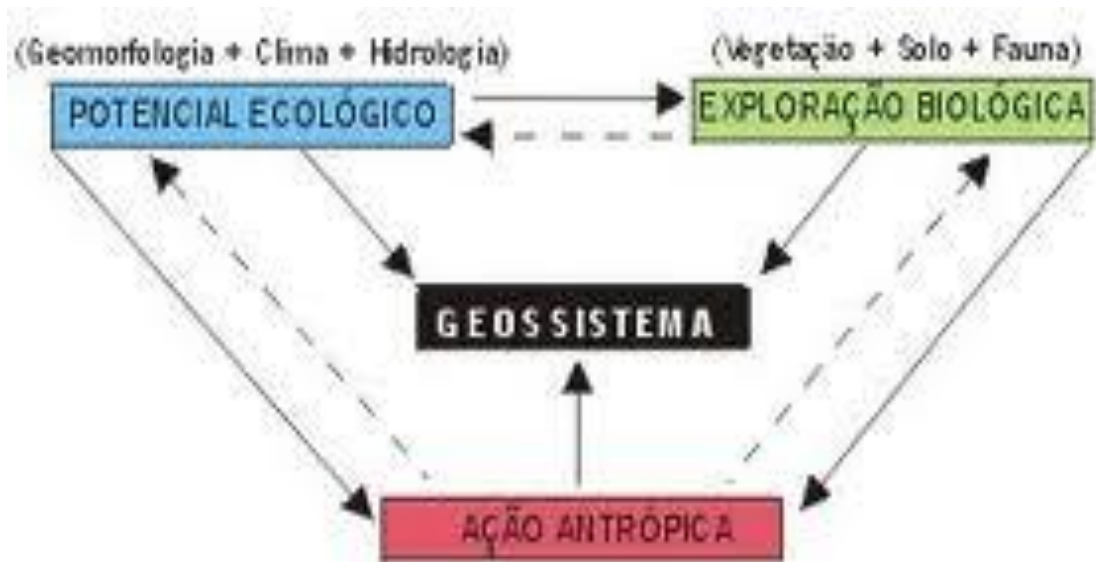 (Geomorfologia + Clima + Hidrologia)
(Vegetação + Solo + Fauna)
POTENCIAL ECOLÓGICO
EXPLORAÇÃO BIOLÓGICA
GEOSSISTEMA
AÇÃO ANTRÓPICA